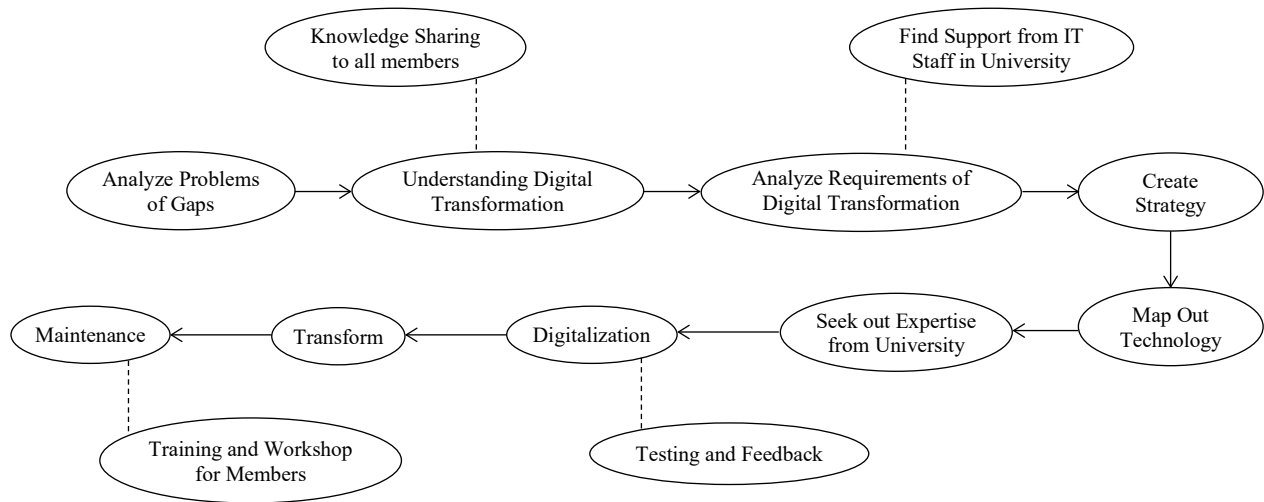 Knowledge Sharing
to all members
Find Support from IT
Staff in University
Analyze Problems
of Gaps
Understanding Digital
Transformation
Analyze Requirements of
Digital Transformation
Create
Strategy
Maintenance
Transform
Digitalization
Seek out Expertise
from University
Map Out
Technology
Training and Workshop
for Members
Testing and Feedback